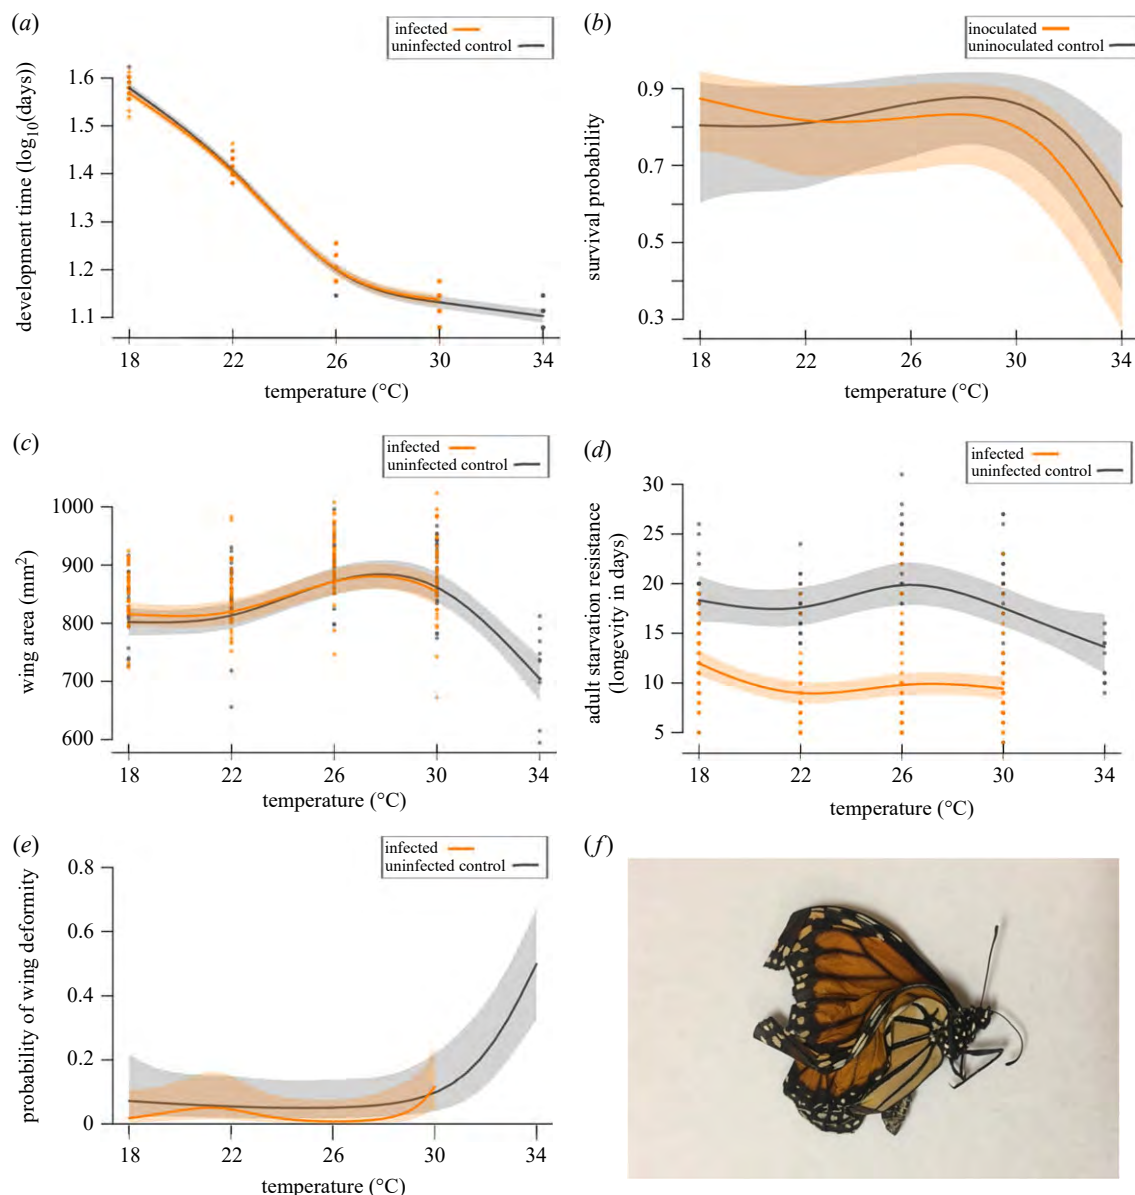 (a)
infected
uninfected control
development time (log10(days))
1.6
1.5
1.4
1.3
1.2
1.1
18 22 26 30 34
temperature (°C)
(b)
inoculated
uninoculated control
survival probability
0.9
0.7
0.5
0.3
18 22 26 30 34
temperature (°C)
(c)
infected
uninfected control
wing area (mm2)
1000
900
800
700
600
18 22 26 30 34
temperature (°C)
(d)
infected
uninfected control
adult starvation resistance
(longevity in days)
30
25
20
15
10
5
18 22 26 30 34
temperature (°C)
(e)
infected
uninfected control
probability of wing deformity
0.8
0.6
0.4
0.2
0
18 22 26 30 34
temperature (°C)
(f)